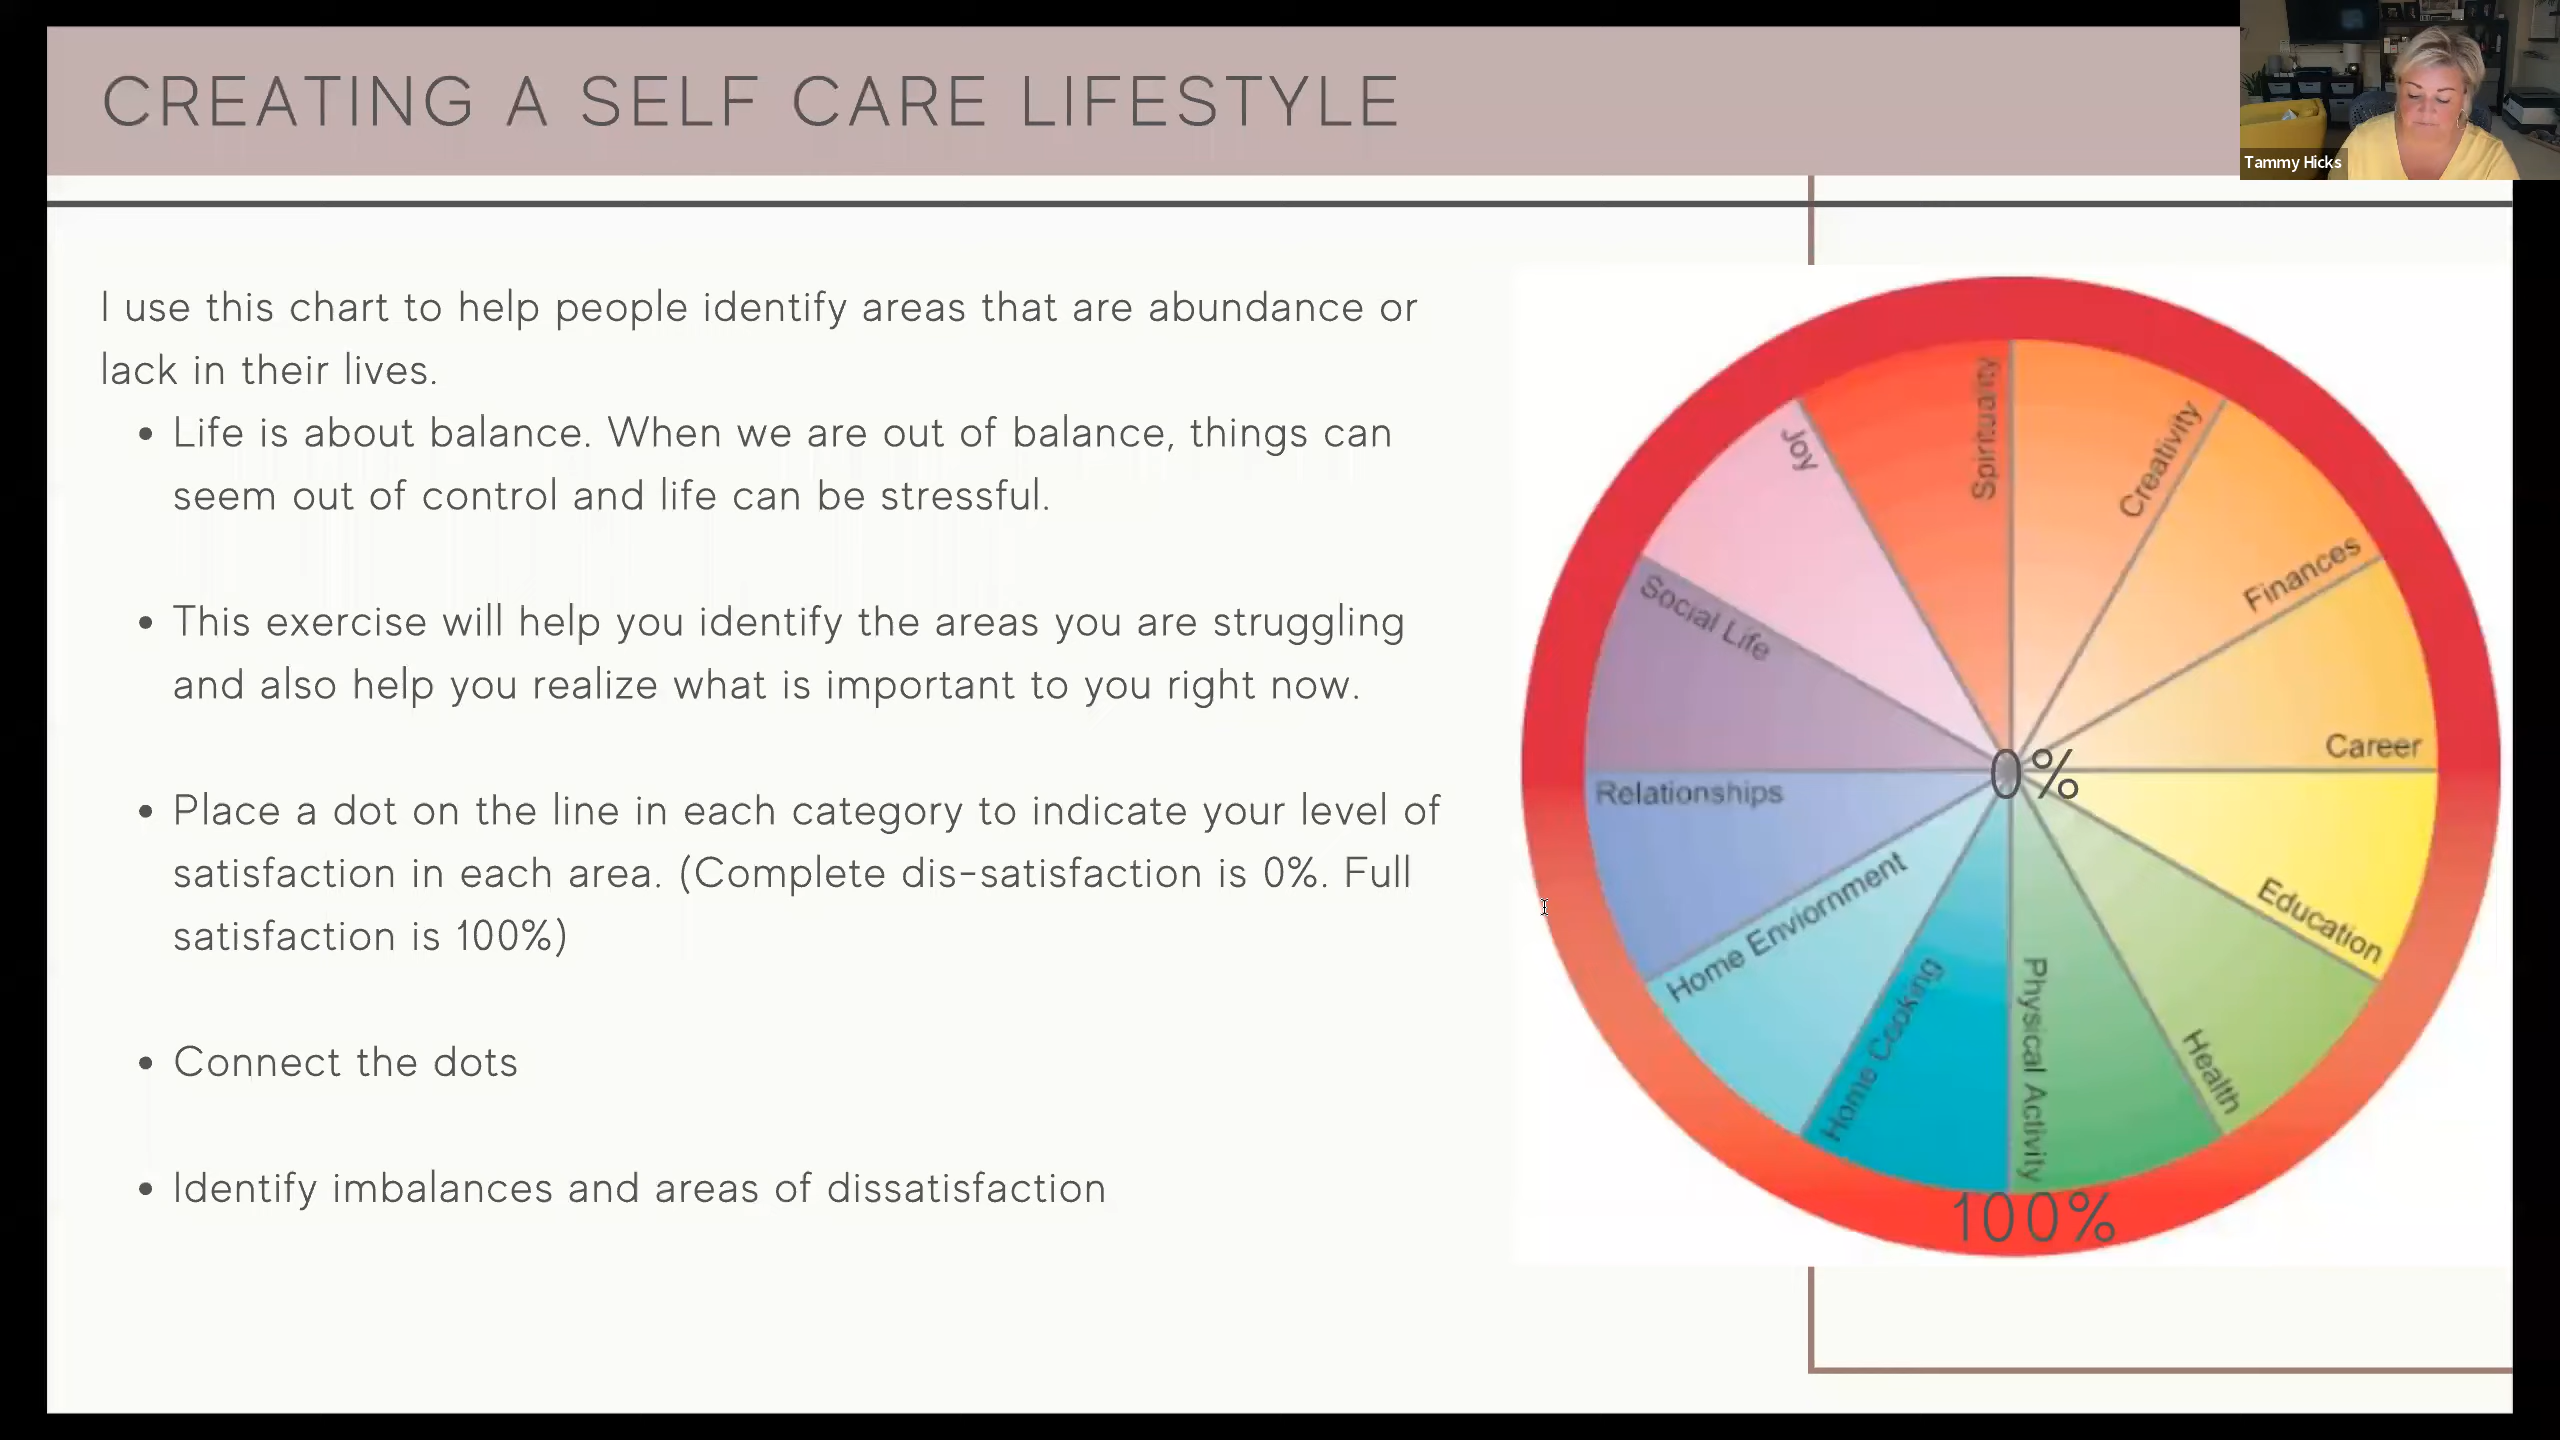 CREATING A SELF CARE LIFESTYLE
Tammy Hicks
I use this chart to help people identify areas that are abundance or
lack in their lives.
• Life is about balance. When we are out of balance, things can
seem out of control and life can be stressful.
• This exercise will help you identify the areas you are struggling
and also help you realize what is important to you right now.
• Place a dot on the line in each category to indicate your level of
satisfaction in each area. (Complete dis-satisfaction is 0%. Full
satisfaction is 100%)
• Connect the dots
• Identify imbalances and areas of dissatisfaction
Spirituality
Creativity
Finances
Career
Education
Health
Physical Activity
Home Cooking
Home Enviornment
Relationships
Social Life
Joy
0%
100%